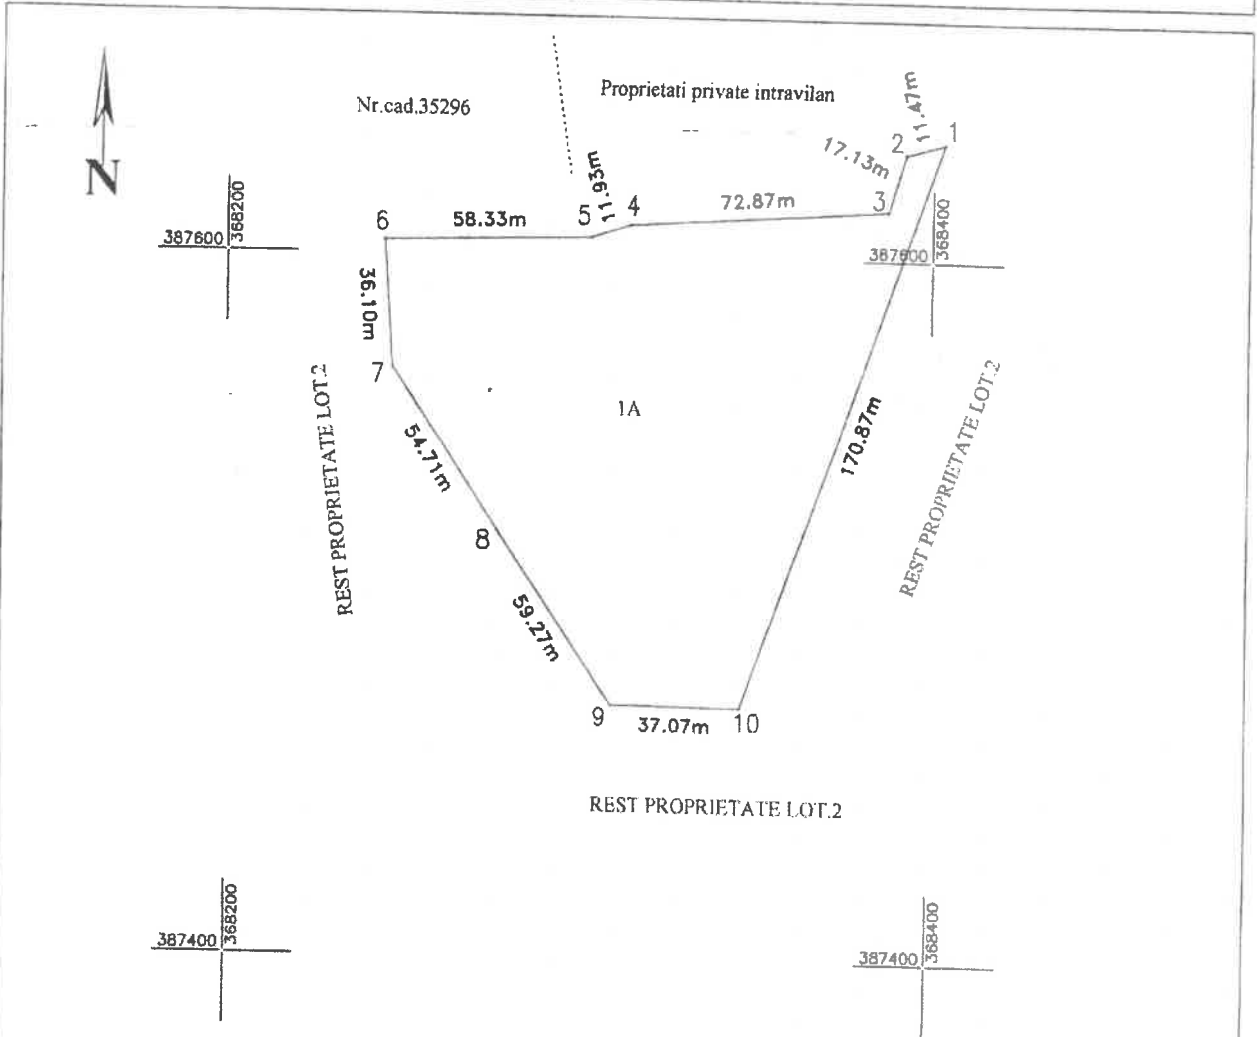 Nr.cad.35296
Proprietati private intravilan
N
11.47m
1
2
17.13m
3
72.87m
4
11.93m
5
58.33m
6
387600
368200
387600
368400
36.10m
7
1A
54.71m
170.87m
REST PROPRIETATE LOT.2
REST PROPRIETATE LOT.2
8
59.27m
9
37.07m
10
REST PROPRIETATE LOT.2
387400
368200
387400
368400